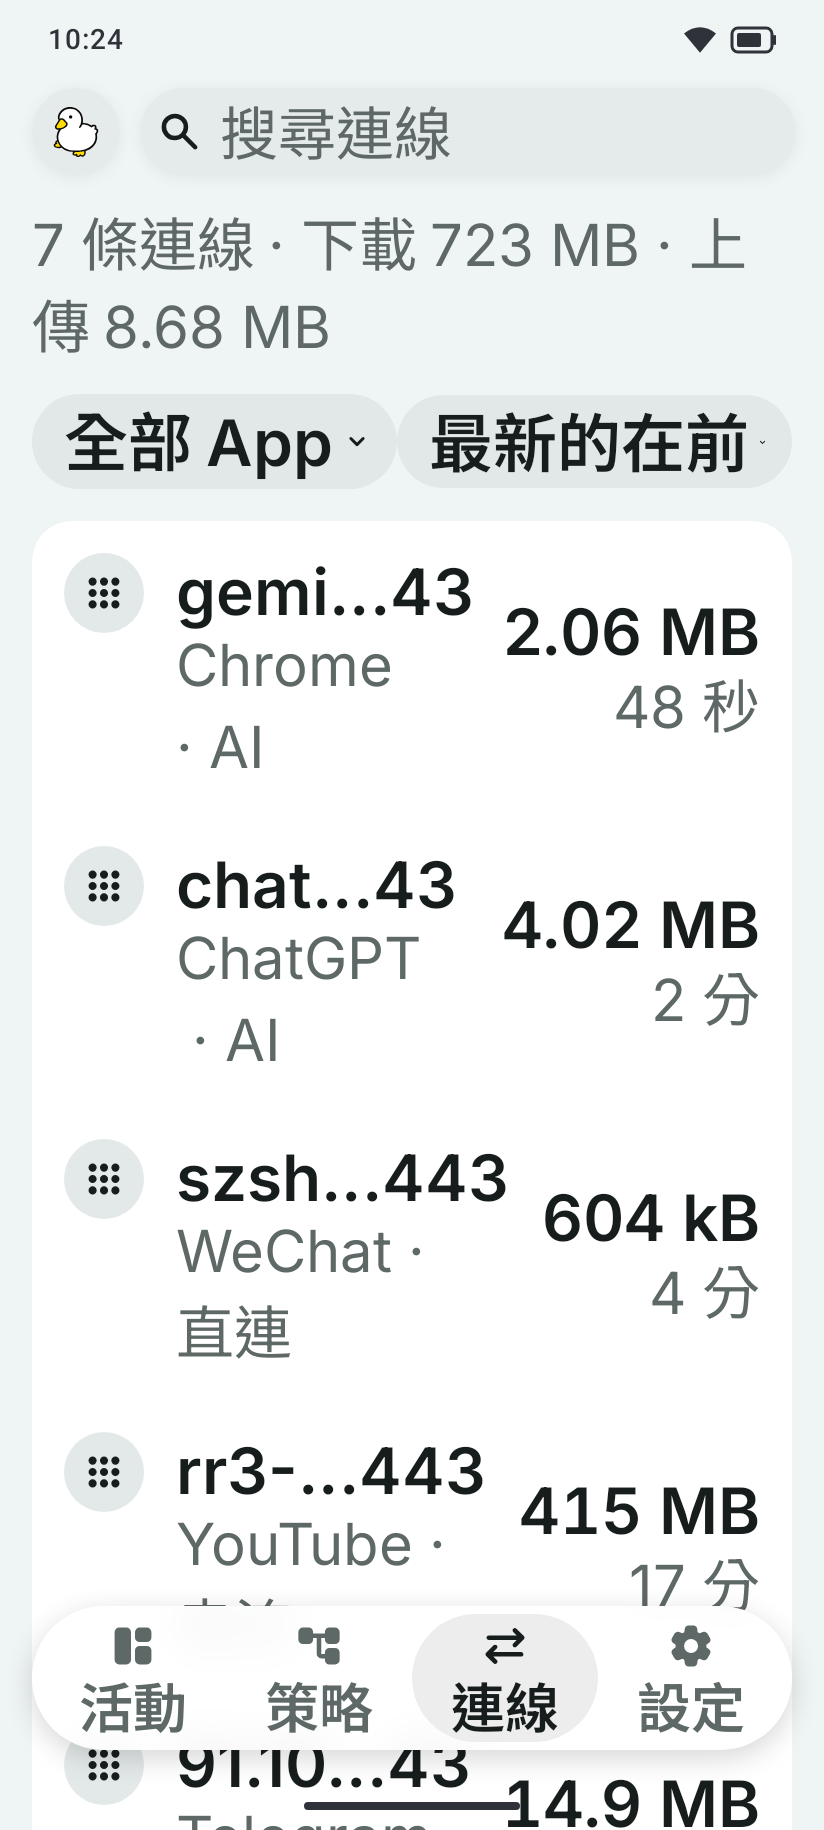 10:24
搜尋連線
7 條連線 · 下載 723 MB · 上
傳 8.68 MB
全部 App
最新的在前
gemi...43
2.06 MB
Chrome
48 秒
· AI
chat...43
4.02 MB
ChatGPT
2 分
· AI
szsh...443
604 kB
WeChat ·
4 分
直連
rr3-...443
415 MB
YouTube ·
17 分
活動
策略
連線
設定
91.10...43
14.9 MB
Telegram